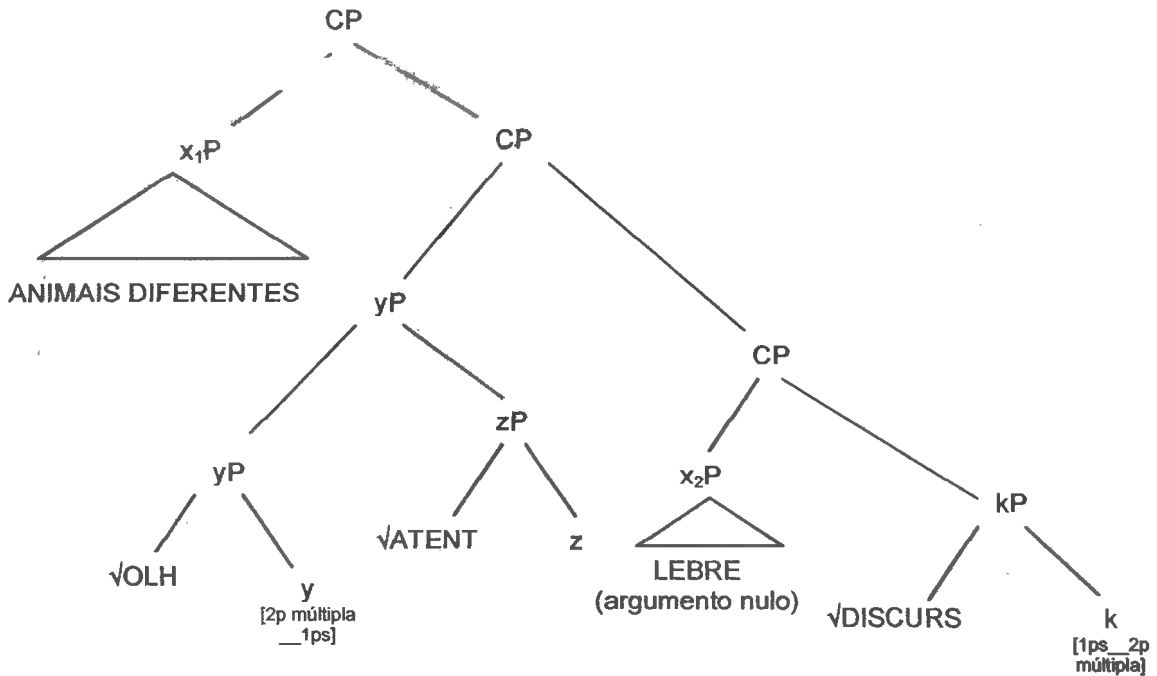 CP
x₁P
CP
ANIMAIS DIFERENTES
yP
CP
zP
yP
x₂P
kP
√ATENT
z
√OLH
LEBRE
(argumento nulo)
y
[2p múltipla
__1ps]
√DISCURS
k
[1ps__2p
múltipla]